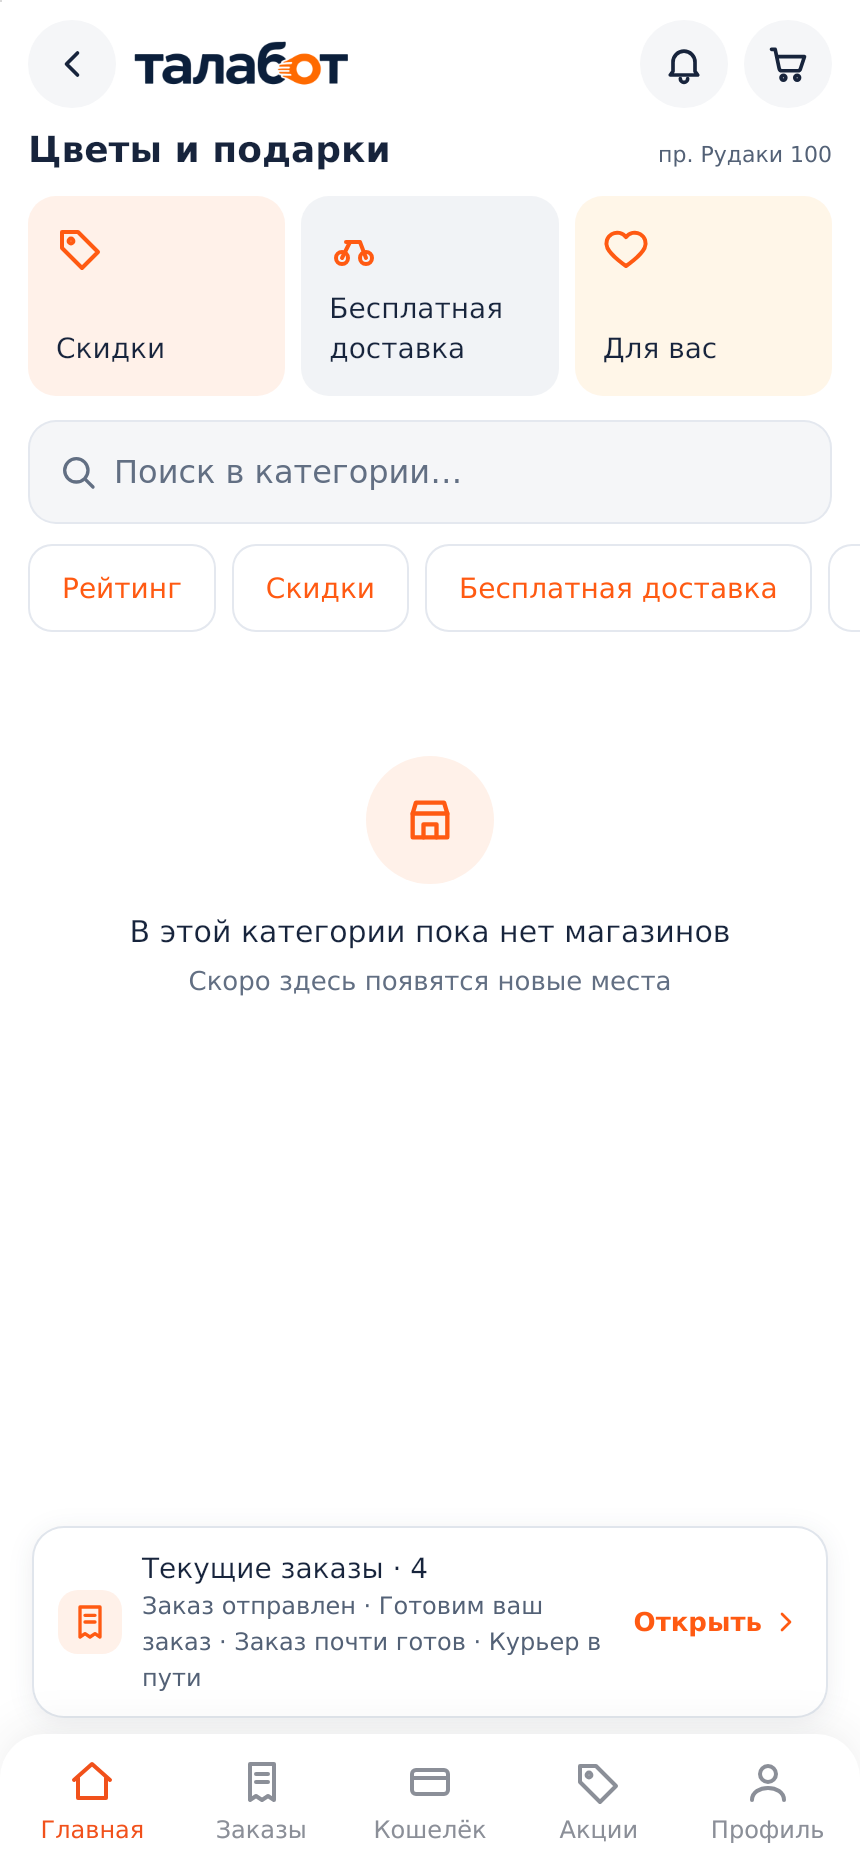 талабот
Цветы и подарки
пр. Рудаки 100
Скидки
Бесплатная
доставка
Для вас
Поиск в категории...
Рейтинг
Скидки
Бесплатная доставка
В этой категории пока нет магазинов
Скоро здесь появятся новые места
Текущие заказы · 4
Заказ отправлен · Готовим ваш
заказ · Заказ почти готов · Курьер в
пути
Открыть
Главная
Заказы
Кошелёк
Акции
Профиль